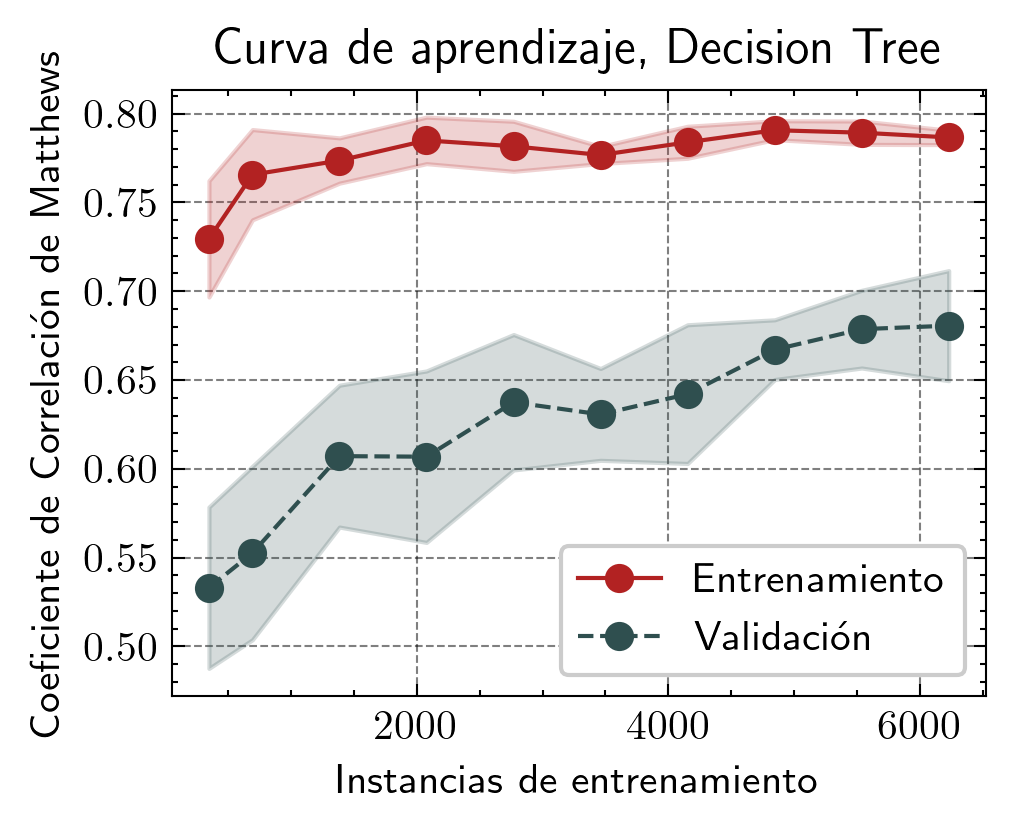 Curva de aprendizaje, Decision Tree
Coeficiente de Correlación de Matthews
0.80
0.75
0.70
0.65
0.60
0.55
0.50
Entrenamiento
Validación
2000
4000
6000
Instancias de entrenamiento